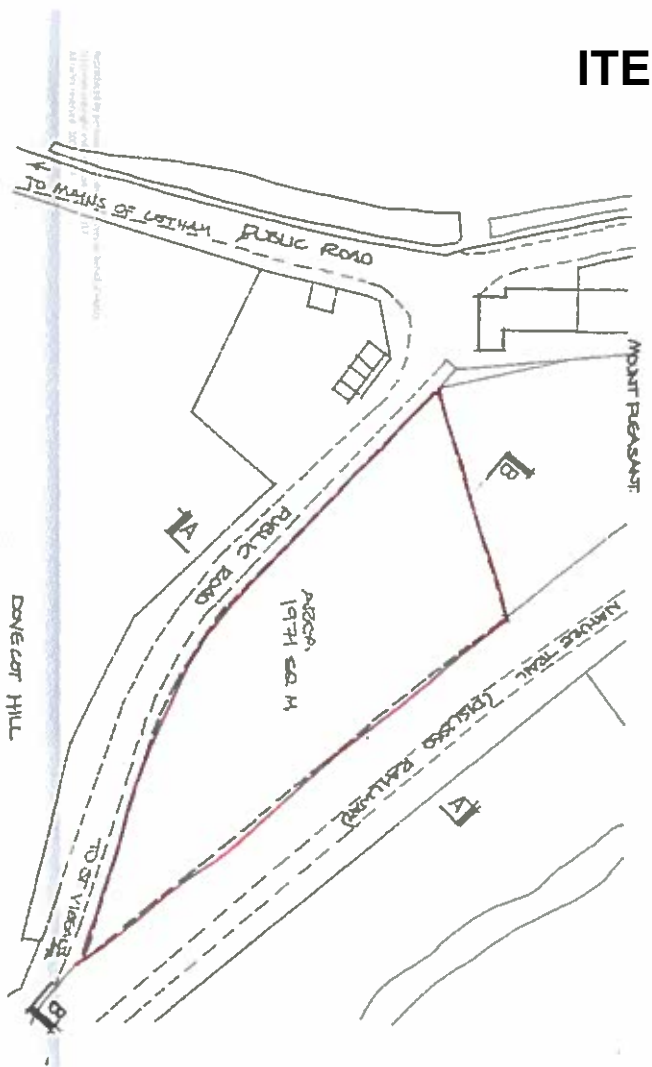 ITE
TO MAINS OF COTHAM PUBLIC ROAD
MOUNT PLEASANT
B
A
PUBLIC
ROAD
AREA
1971 SQ M
NATURE TRAIL (DISUSED RAILWAY)
A
DOVECOT HILL
TO ST VIGEANS
B